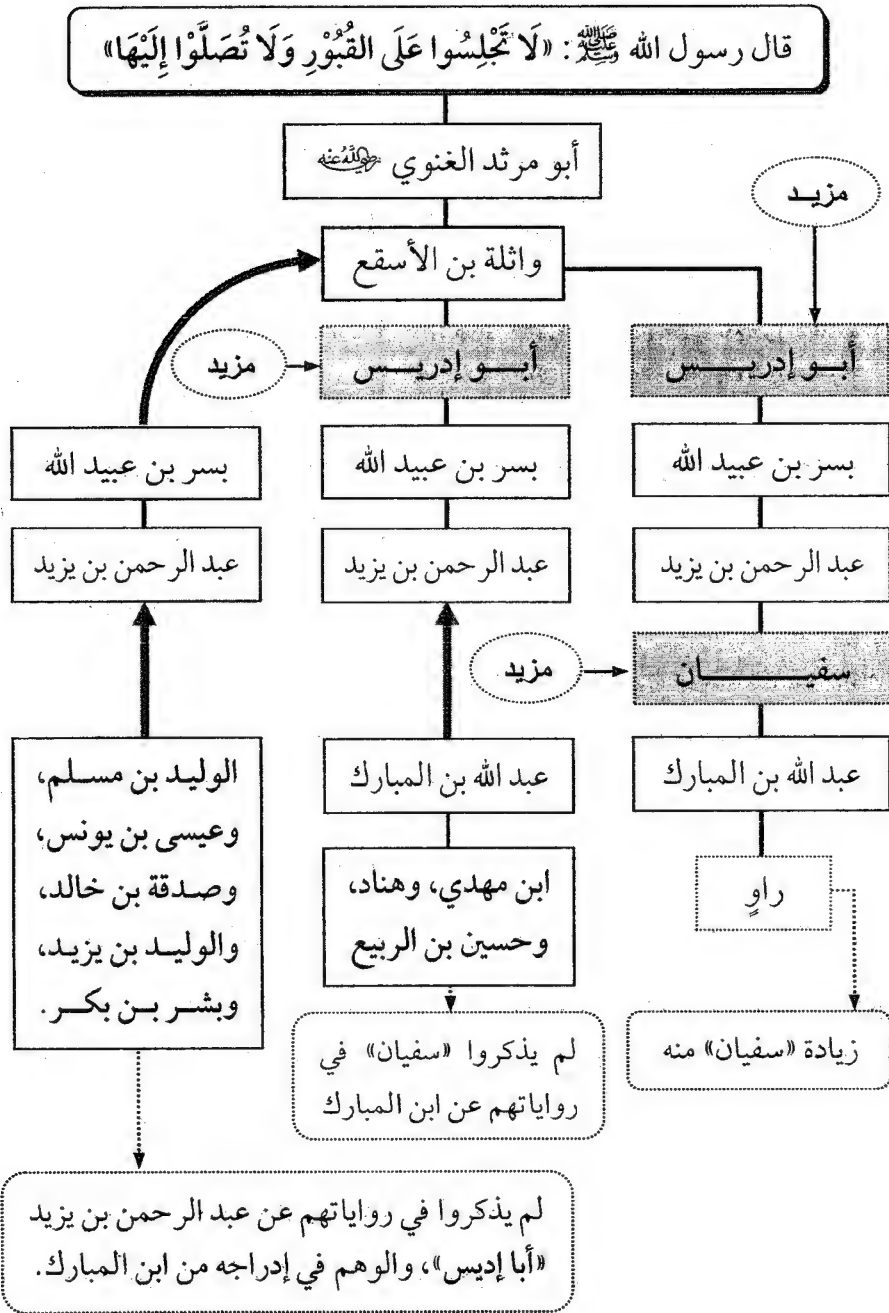 قال رسول الله ﷺ: «لَا تَجْلِسُوا عَلَى القُبُوْرِ وَلَا تُصَلَّوْا إِلَيْهَا»
أبو مرثد الغنوي رضي الله عنه
مزيد
واثلة بن الأسقع
أبو إدريس
أبو إدريس
مزيد
بسر بن عبيد الله
بسر بن عبيد الله
بسر بن عبيد الله
عبد الرحمن بن يزيد
عبد الرحمن بن يزيد
عبد الرحمن بن يزيد
سفيان
مزيد
عبد الله بن المبارك
عبد الله بن المبارك
الوليد بن مسلم،
وعيسى بن يونس،
وصدقة بن خالد،
والوليد بن يزيد،
وبشر بن بكر.
راوٍ
ابن مهدي، وهناد،
وحسين بن الربيع
زيادة «سفيان» منه
لم يذكروا «سفيان» في
رواياتهم عن ابن المبارك
لم يذكروا في رواياتهم عن عبد الرحمن بن يزيد
«أبا إديس»، والوهم في إدراجه من ابن المبارك.